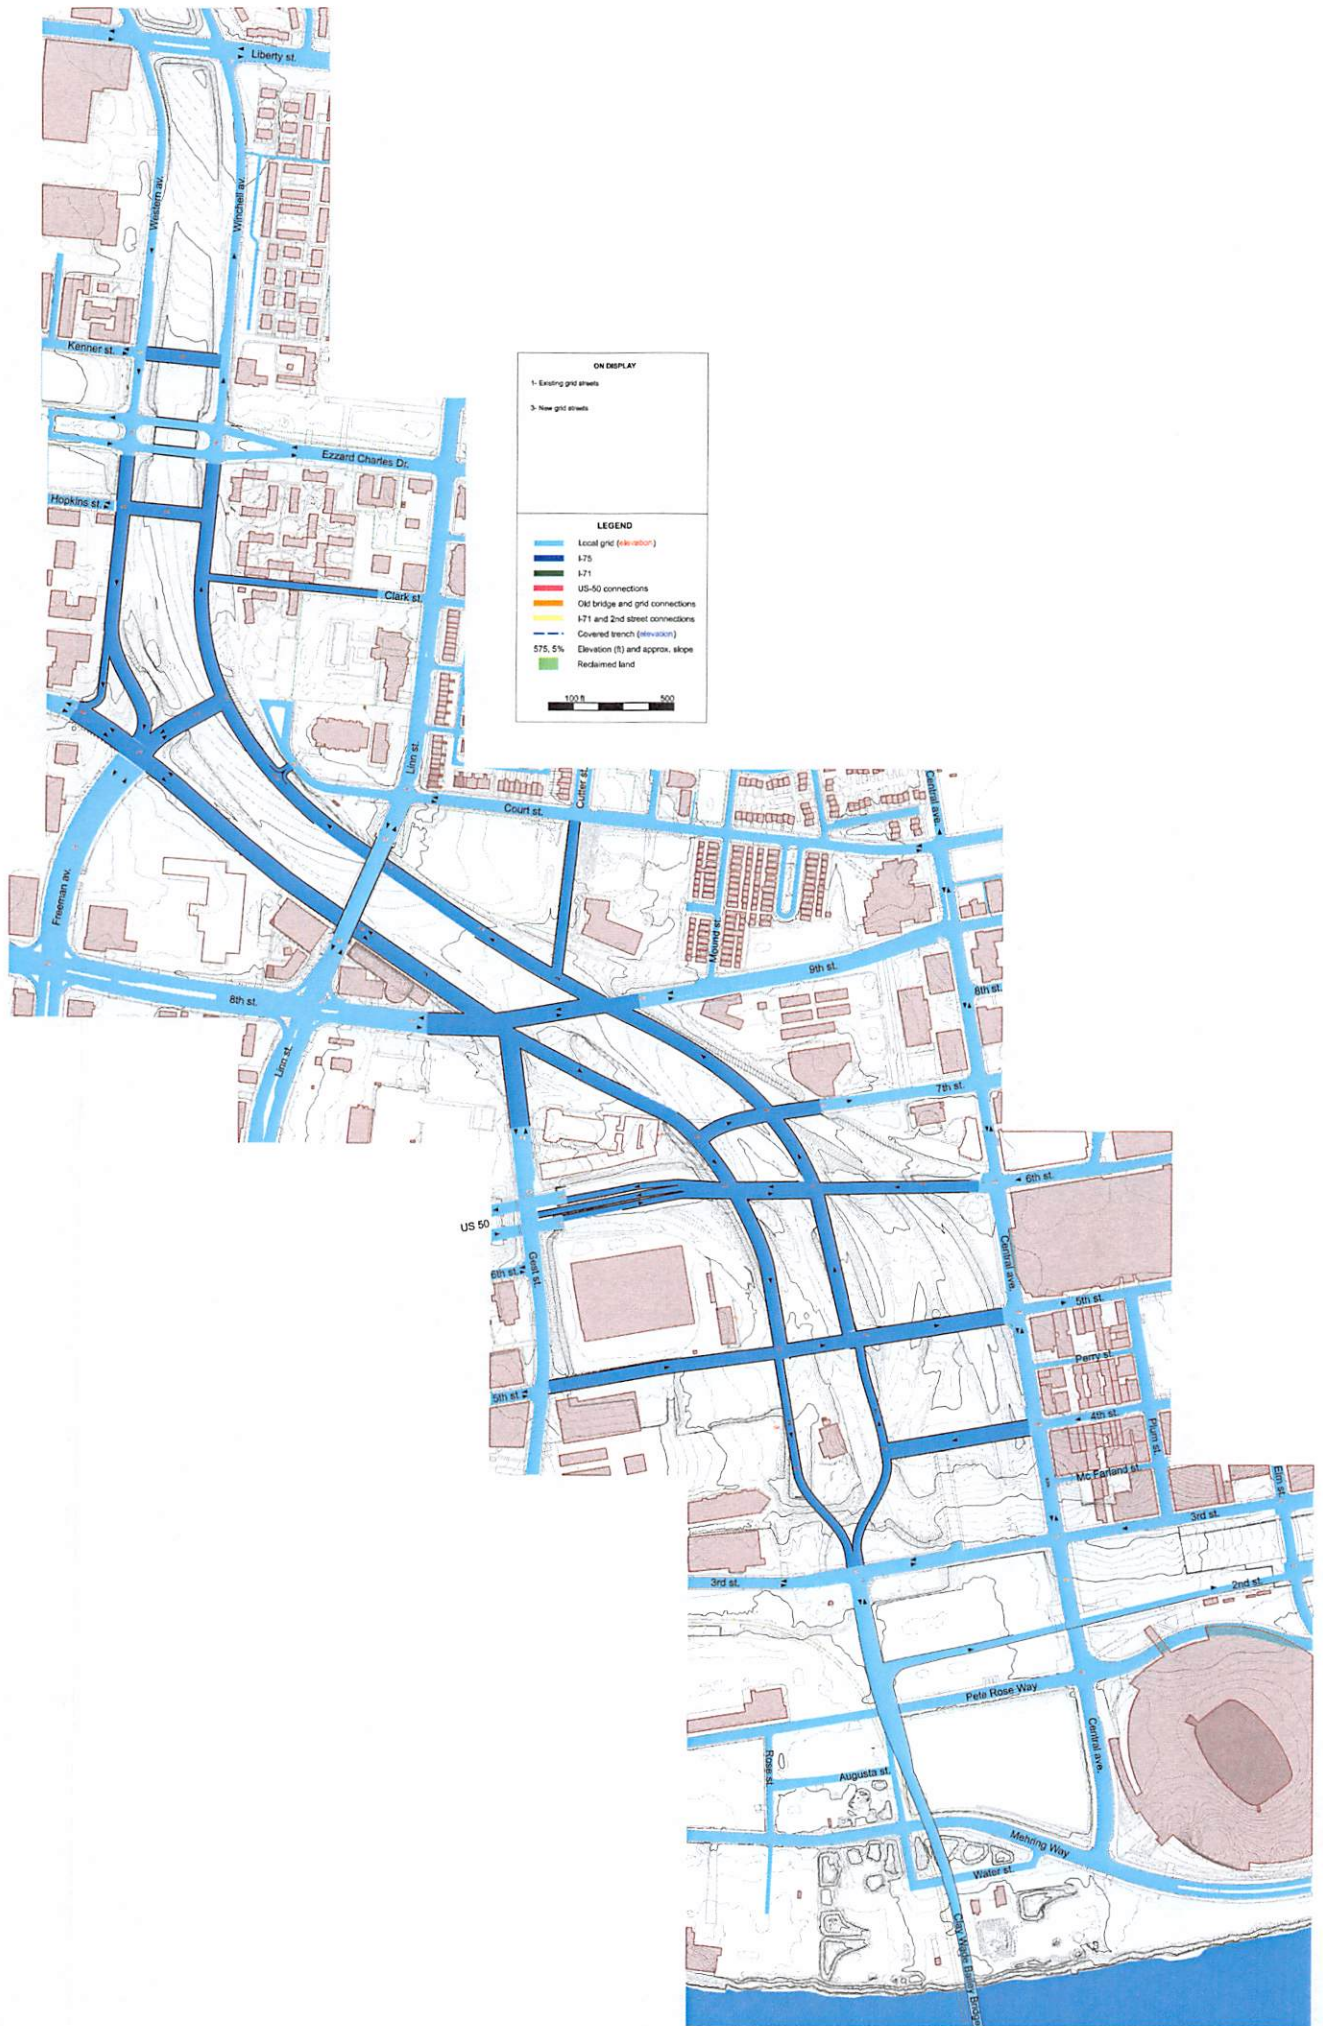 Liberty st.
Western av.
Winchell av.
Kenner st.
Ezzard Charles Dr.
Hopkins st.
Clark st.
ON DISPLAY
1- Existing grid streets
3- New grid streets
LEGEND
Local grid (elevation)
I-75
I-71
US-50 connections
Old bridge and grid connections
I-71 and 2nd street connections
Covered trench (elevation)
575, 5% Elevation (ft) and approx. slope
Reclaimed land
100 ft 500
Linn st.
Court st.
Cutter st.
Central ave.
Freeman av.
Mound st.
9th st.
8th st.
8th st.
Linn st.
7th st.
6th st.
US 50
Gest st.
6th st.
Central ave.
5th st.
Perry st.
5th st.
4th st.
Plum st.
Mc Farland st.
Elm st.
3rd st.
3rd st.
2nd st.
Pete Rose Way
Central ave.
Rose st.
Augusta st.
Mehring Way
Water st.
Clay Wade Bailey Bridge